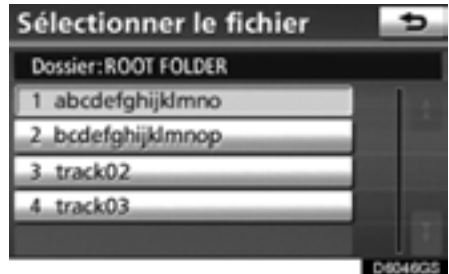 Sélectionner le fichier
Dossier:ROOT FOLDER
1 abcdefghijklmno
2 bcdefghijklmnop
3 track02
4 track03
D6046GS